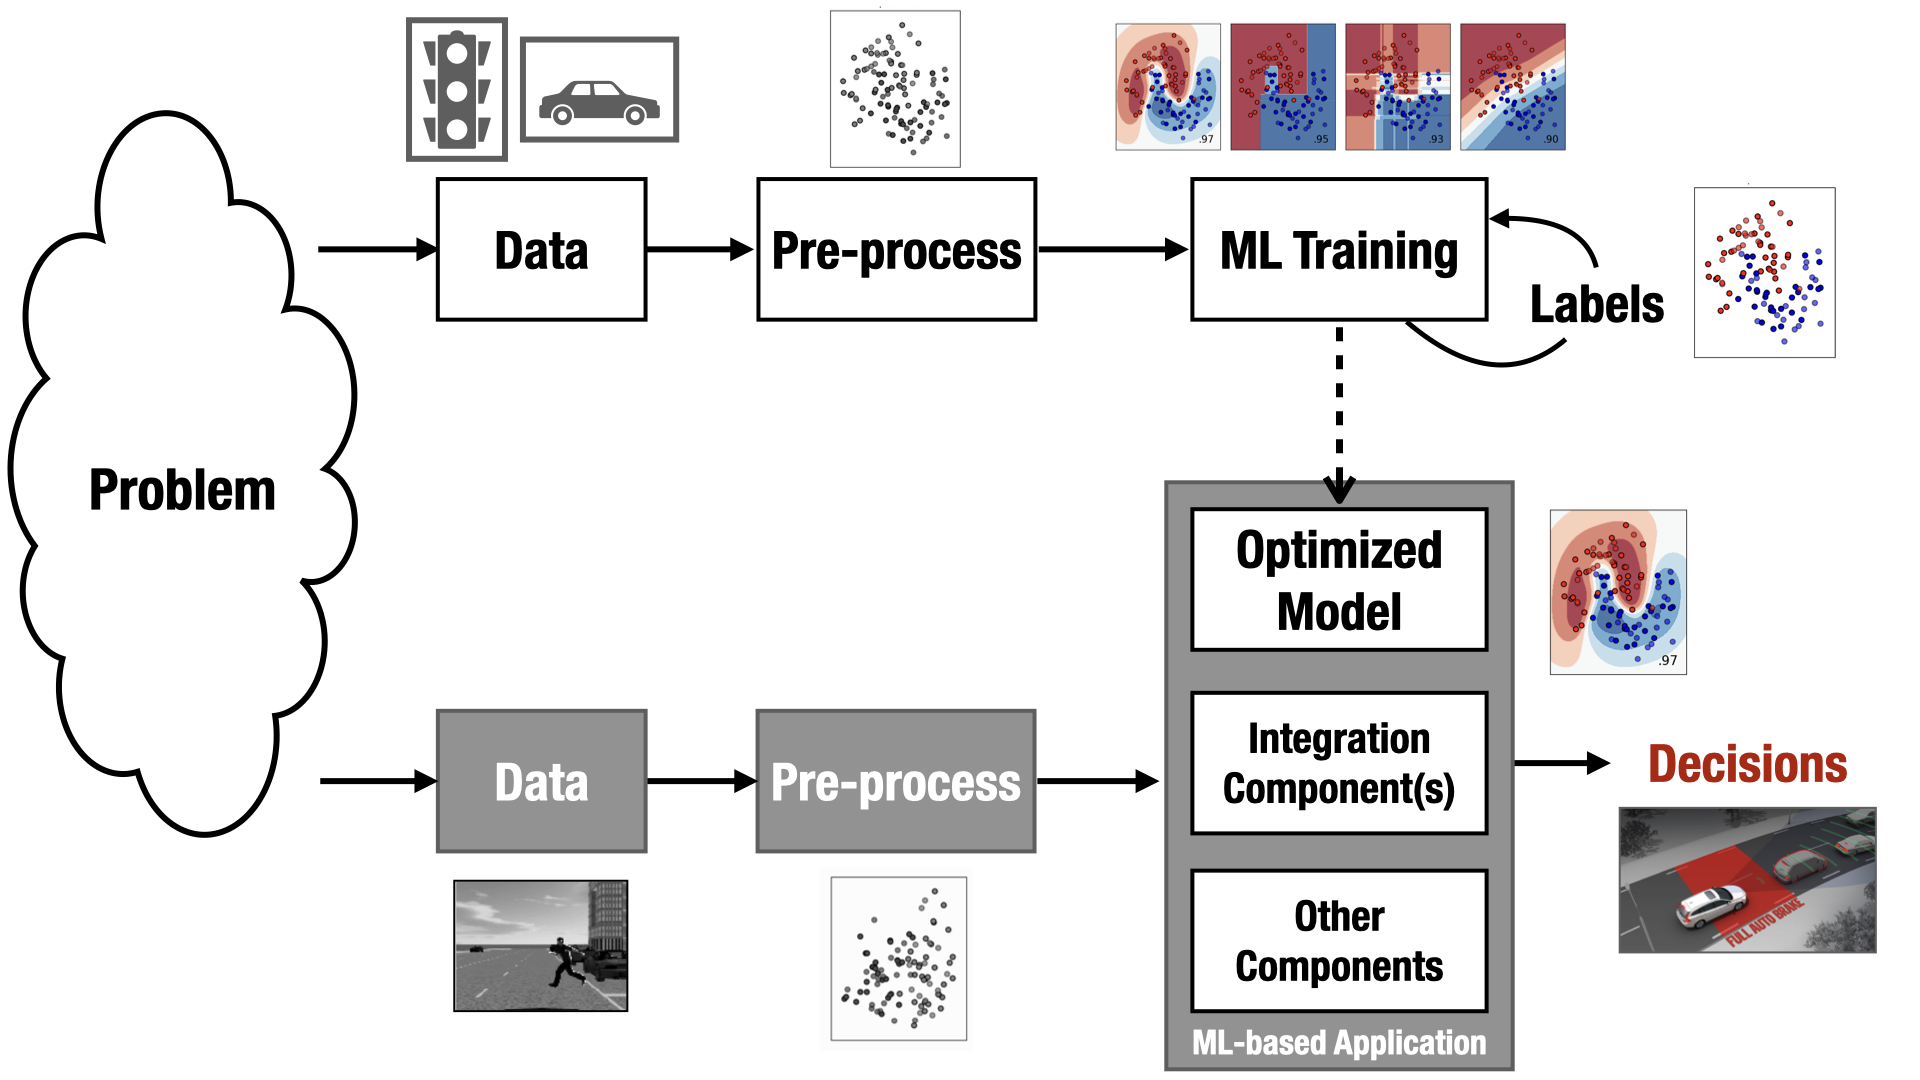 .97
.95
.93
.90
Data
Pre-process
ML Training
Labels
Problem
Optimized
Model
.97
Data
Pre-process
Integration
Component(s)
Decisions
FULL AUTO BRAKE
Other
Components
ML-based Application